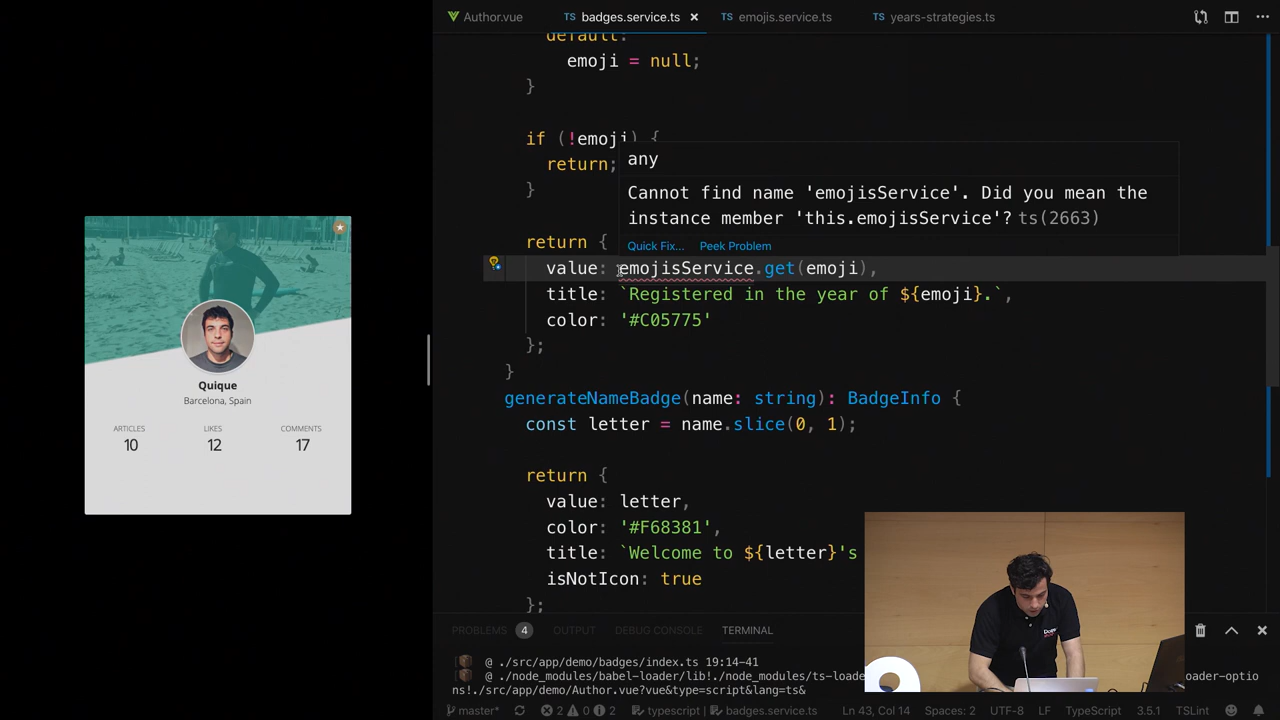 Author.vue
TS badges.service.ts ×
TS emojis.service.ts
TS years-strategies.ts
default:
emoji = null;
}
if (!emoji) {
return;
}
any
Cannot find name 'emojisService'. Did you mean the
instance member 'this.emojisService'? ts(2663)
Quick Fix... Peek Problem
return {
value: emojisService.get(emoji),
title: `Registered in the year of ${emoji}.`,
color: '#C05775'
};
}
generateNameBadge(name: string): BadgeInfo {
const letter = name.slice(0, 1);
return {
value: letter,
color: '#F68381',
title: `Welcome to ${letter}'s
isNotIcon: true
};
Quique
Barcelona, Spain
ARTICLES LIKES COMMENTS
10 12 17
PROBLEMS 4 OUTPUT DEBUG CONSOLE TERMINAL
@ ./src/app/demo/badges/index.ts 19:14-41
@ ./node_modules/babel-loader/lib!./node_modules/ts-loade oader-optio
ns!./src/app/demo/Author.vue?vue&type=script&lang=ts&
master* 2 0 2 typescript | badges.service.ts Ln 43, Col 14 Spaces: 2 UTF-8 LF TypeScript 3.5.1 TSLint